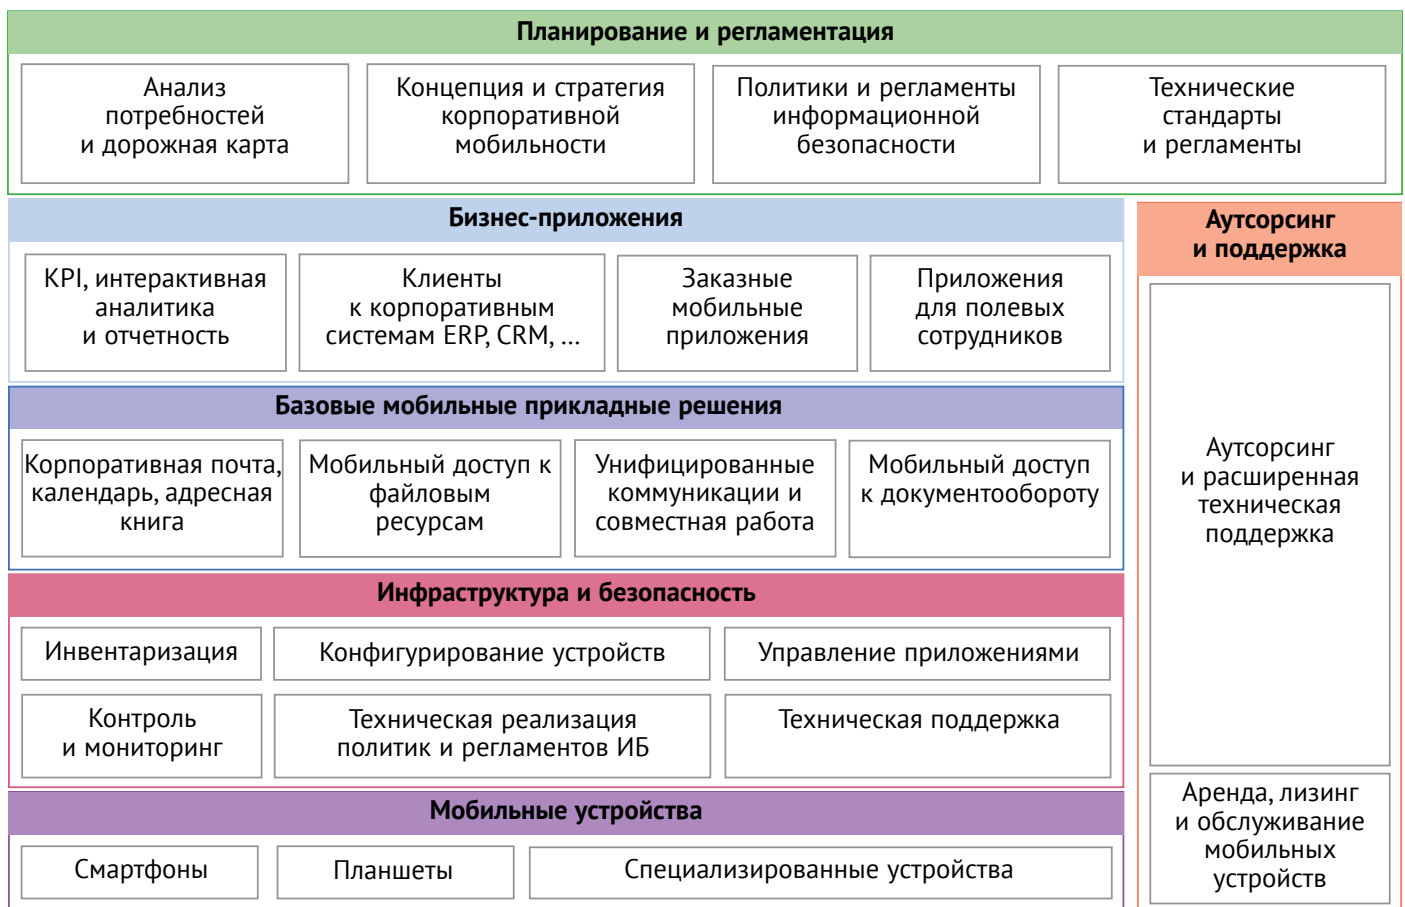 Планирование и регламентация
Анализ
потребностей
и дорожная карта
Концепция и стратегия
корпоративной
мобильности
Политики и регламенты
информационной
безопасности
Технические
стандарты
и регламенты
Бизнес-приложения
KPI, интерактивная
аналитика
и отчетность
Клиенты
к корпоративным
системам ERP, CRM, ...
Заказные
мобильные
приложения
Приложения
для полевых
сотрудников
Базовые мобильные прикладные решения
Корпоративная почта,
календарь, адресная
книга
Мобильный доступ к
файловым
ресурсам
Унифицированные
коммуникации и
совместная работа
Мобильный доступ
к документообороту
Инфраструктура и безопасность
Инвентаризация
Конфигурирование устройств
Управление приложениями
Контроль
и мониторинг
Техническая реализация
политик и регламентов ИБ
Техническая поддержка
Мобильные устройства
Смартфоны
Планшеты
Специализированные устройства
Аутсорсинг
и поддержка
Аутсорсинг
и расширенная
техническая
поддержка
Аренда, лизинг
и обслуживание
мобильных
устройств